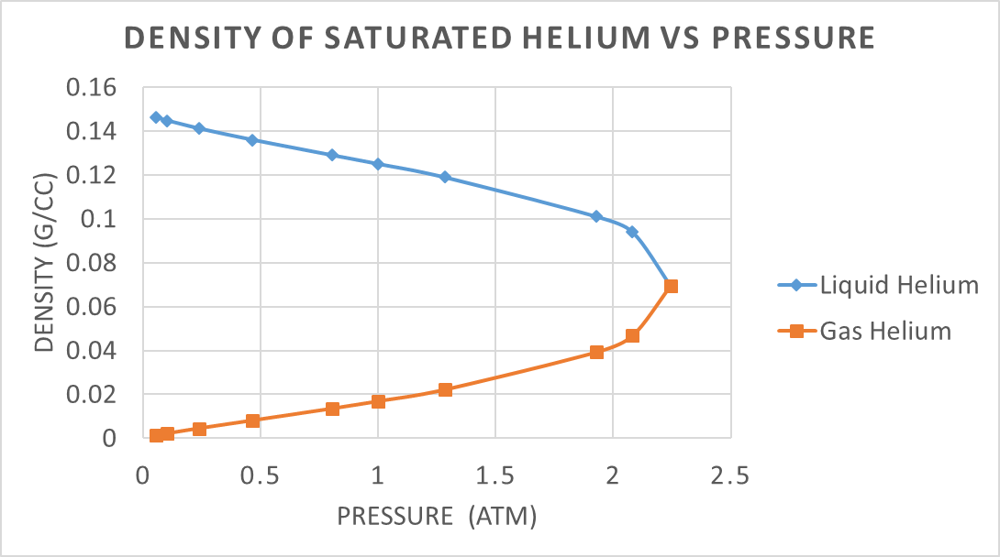 DENSITY OF SATURATED HELIUM VS PRESSURE
0.16
0.14
0.12
0.1
0.08
0.06
0.04
0.02
0
DENSITY (G/CC)
0 0.5 1 1.5 2 2.5
PRESSURE (ATM)
Liquid Helium
Gas Helium